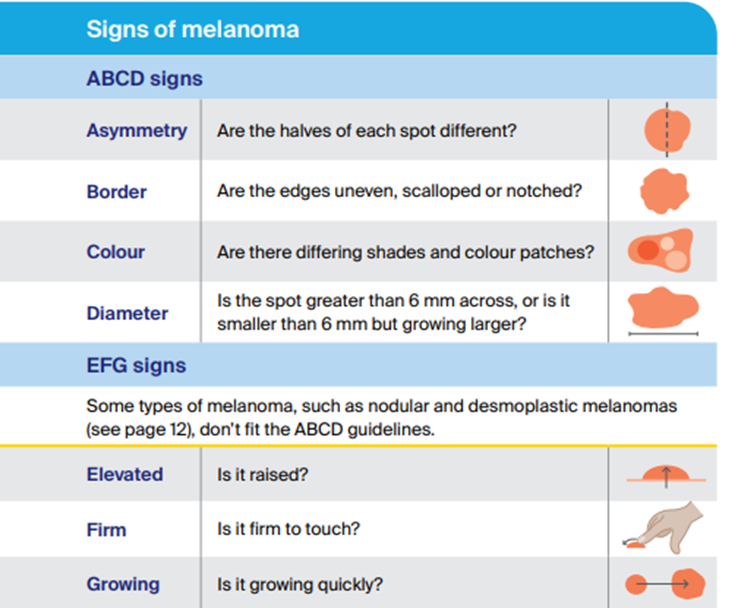 Signs of melanoma
ABCD signs
Asymmetry Are the halves of each spot different?
Border Are the edges uneven, scalloped or notched?
Colour Are there differing shades and colour patches?
Diameter Is the spot greater than 6 mm across, or is it
smaller than 6 mm but growing larger?
EFG signs
Some types of melanoma, such as nodular and desmoplastic melanomas
(see page 12), don't fit the ABCD guidelines.
Elevated Is it raised?
Firm Is it firm to touch?
Growing Is it growing quickly?